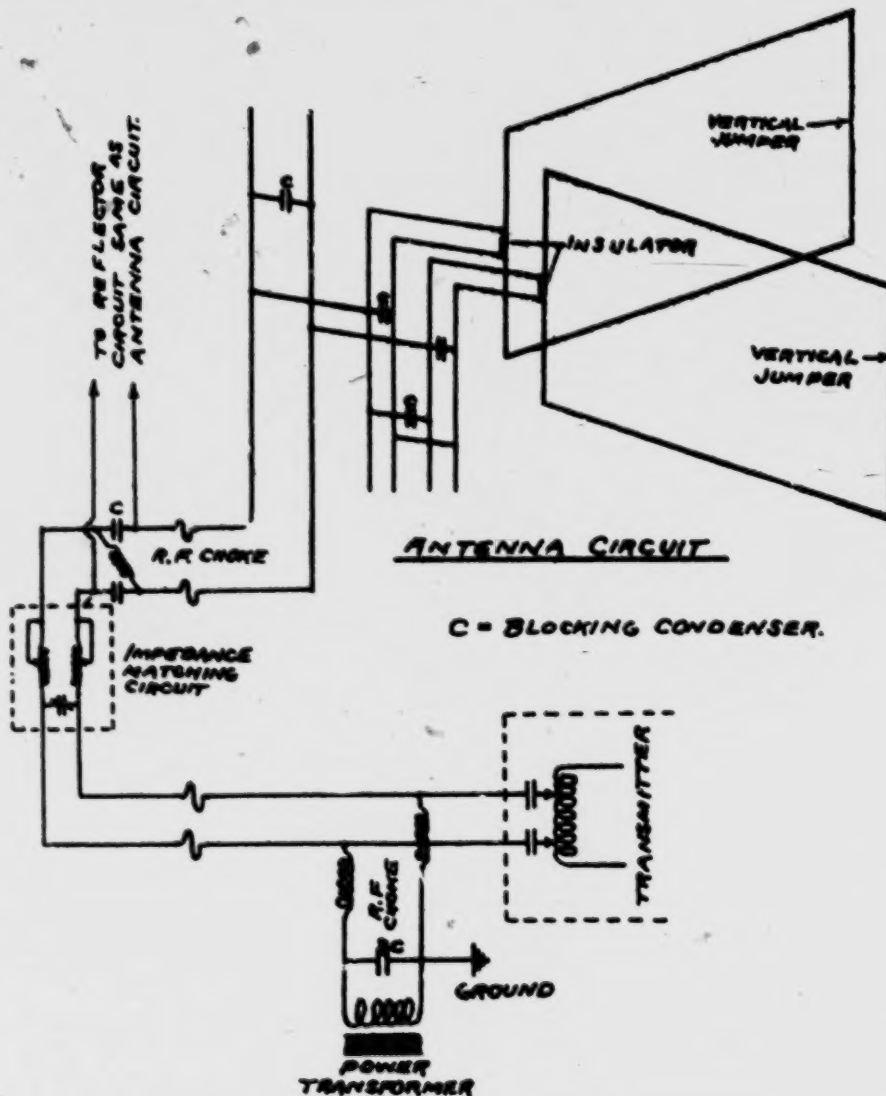 VERTICAL
JUMPER
TO REFLECTOR
CIRCUIT SAME AS
ANTENNA CIRCUIT.
C
INSULATOR
C
VERTICAL
JUMPER
C
C
R.F. CHOKE
ANTENNA CIRCUIT
C = BLOCKING CONDENSER.
IMPEDANCE
MATCHING
CIRCUIT
TRANSMITTER
R.F
CHOKE
C
GROUND
POWER
TRANSFORMER